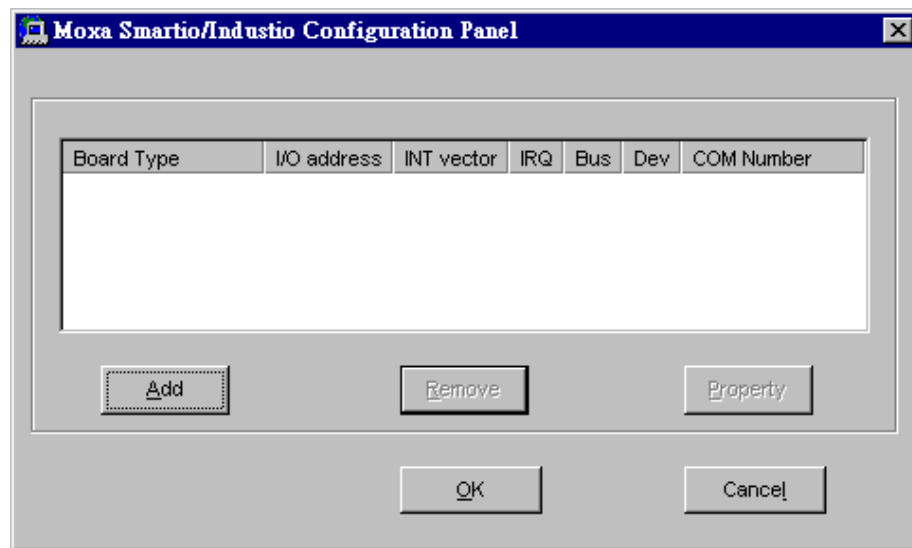 Moxa Smartio/Industio Configuration Panel
Board Type I/O address INT vector IRQ Bus Dev COM Number
Add Remove Property
OK Cancel